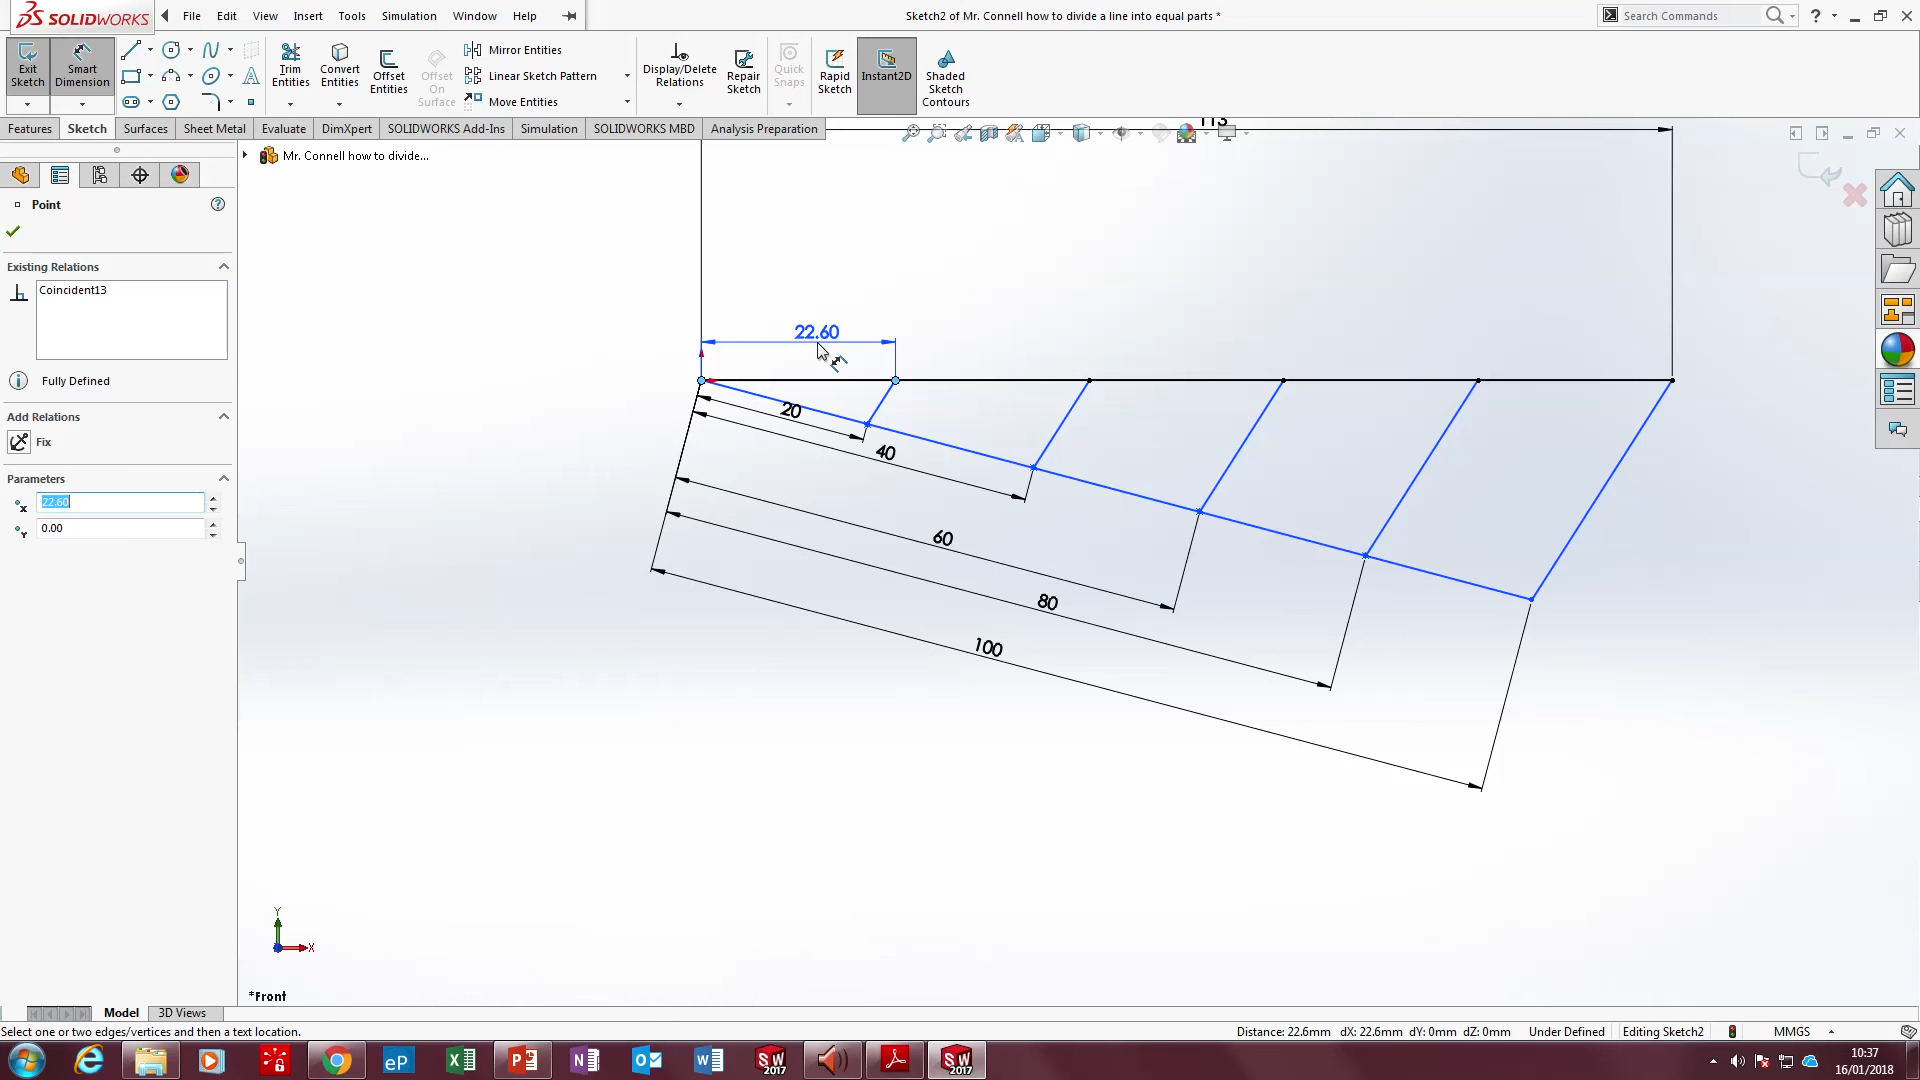 SOLIDWORKS
File Edit View Insert Tools Simulation Window Help
Sketch2 of Mr. Connell how to divide a line into equal parts *
Search Commands
Exit Sketch
Smart Dimension
Trim Entities
Convert Entities
Offset Entities
Offset On Surface
Mirror Entities
Linear Sketch Pattern
Move Entities
Display/Delete Relations
Repair Sketch
Quick Snaps
Rapid Sketch
Instant2D
Shaded Sketch Contours
Features Sketch Surfaces Sheet Metal Evaluate DimXpert SOLIDWORKS Add-Ins Simulation SOLIDWORKS MBD Analysis Preparation
113
Mr. Connell how to divide...
Point
Existing Relations
Coincident13
Fully Defined
Add Relations
Fix
Parameters
22.60
0.00
22.60
20
40
60
80
100
Y
X
*Front
Model 3D Views
Select one or two edges/vertices and then a text location.
Distance: 22.6mm dX: 22.6mm dY: 0mm dZ: 0mm Under Defined Editing Sketch2 MMGS
10:37
16/01/2018